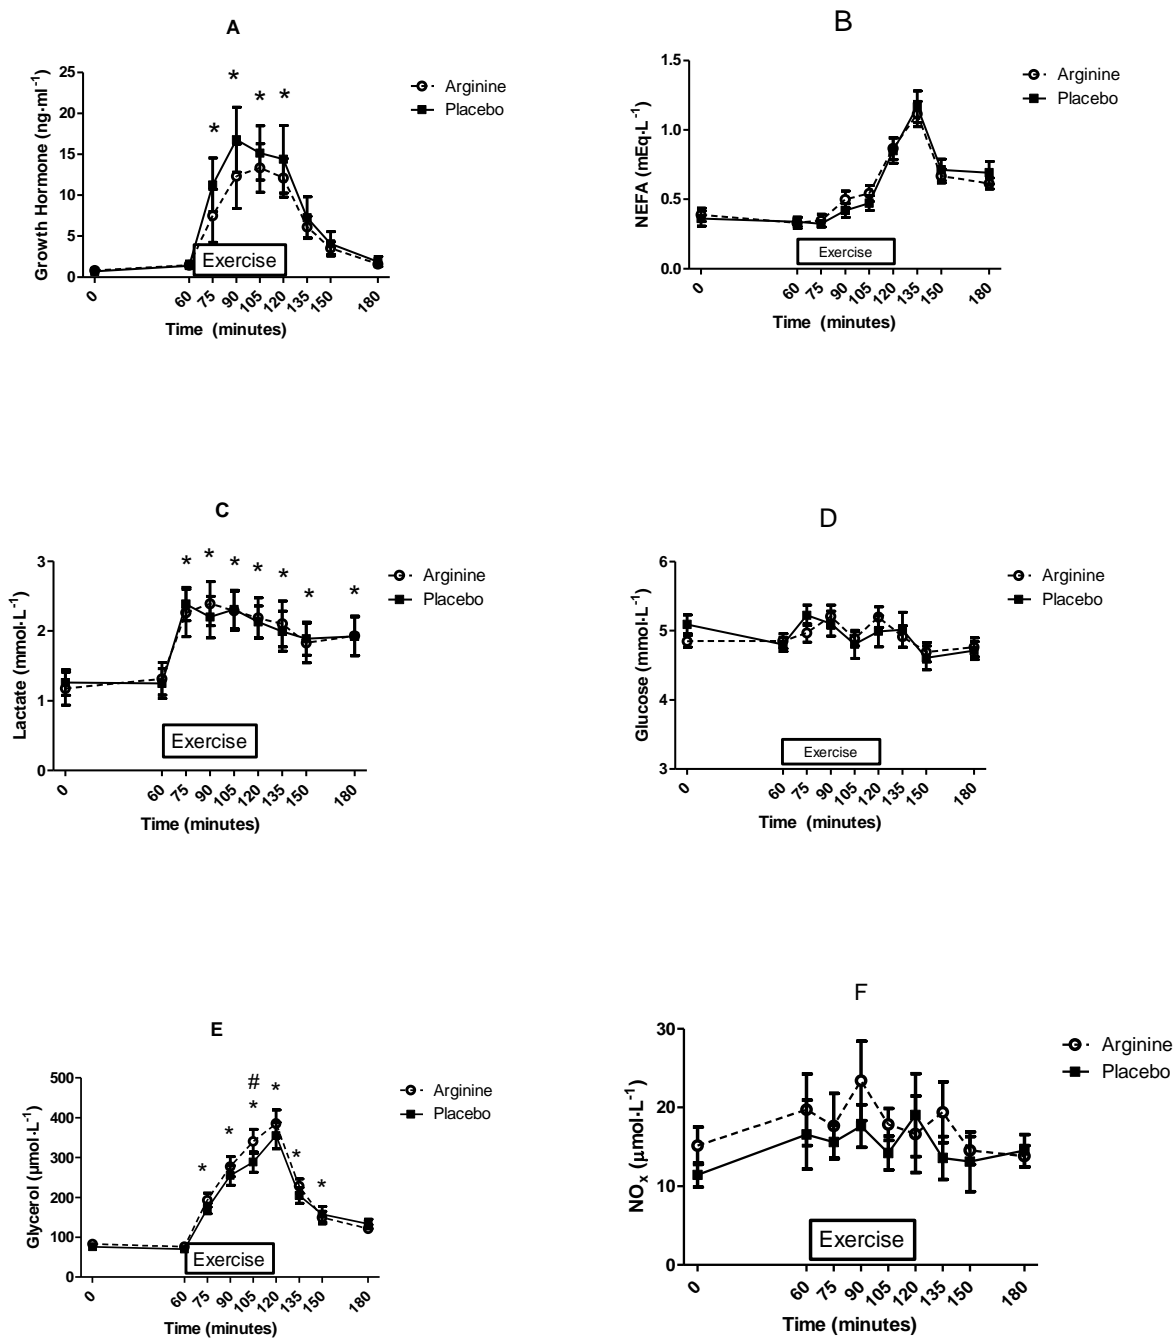 A
25
20
15
10
5
0
Growth Hormone (ng·ml⁻¹)
* * * *
Arginine
Placebo
Exercise
0 60 75 90 105 120 135 150 180
Time (minutes)
B
1.5
1.0
0.5
0.0
NEFA (mEq·L⁻¹)
Arginine
Placebo
Exercise
0 60 75 90 105 120 135 150 180
Time (minutes)
C
3
2
1
0
Lactate (mmol·L⁻¹)
* * * * * * *
Arginine
Placebo
Exercise
0 60 75 90 105 120 135 150 180
Time (minutes)
D
6
5
4
3
Glucose (mmol·L⁻¹)
Arginine
Placebo
Exercise
0 60 75 90 105 120 135 150 180
Time (minutes)
E
500
400
300
200
100
0
Glycerol (µmol·L⁻¹)
#
* * * * * *
Arginine
Placebo
Exercise
0 60 75 90 105 120 135 150 180
Time (minutes)
F
30
20
10
0
NOₓ (µmol·L⁻¹)
Arginine
Placebo
Exercise
0 60 75 90 105 120 135 150 180
Time (minutes)